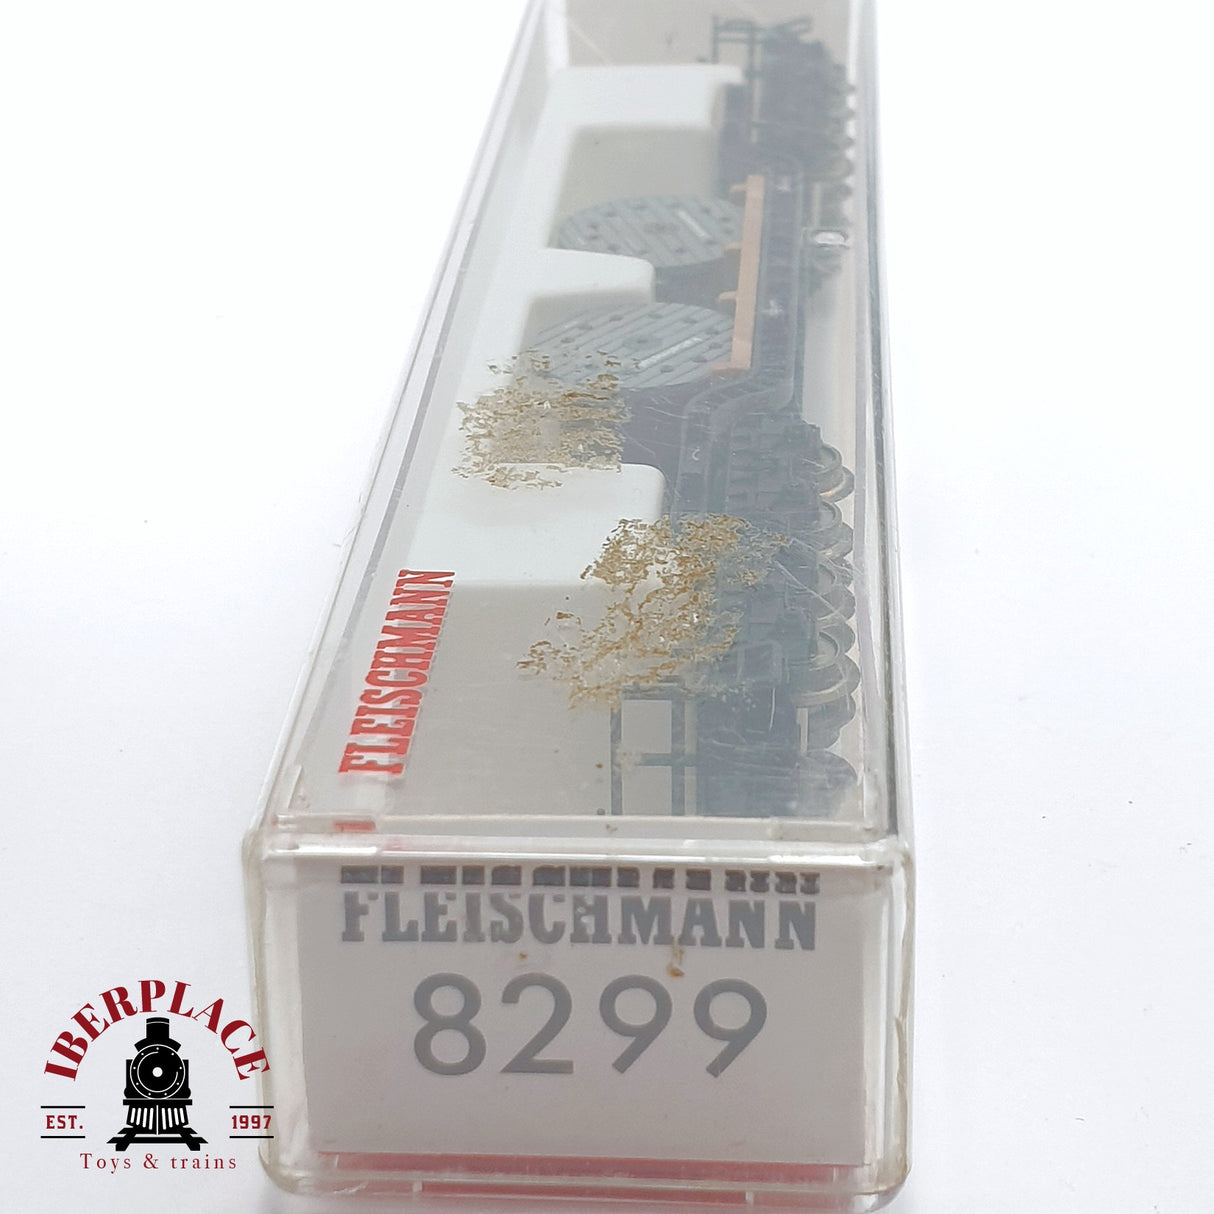 FLEISCHMANN
FLEISCHMANN
8299
IBERPLACE
EST. 1997
Toys & trains